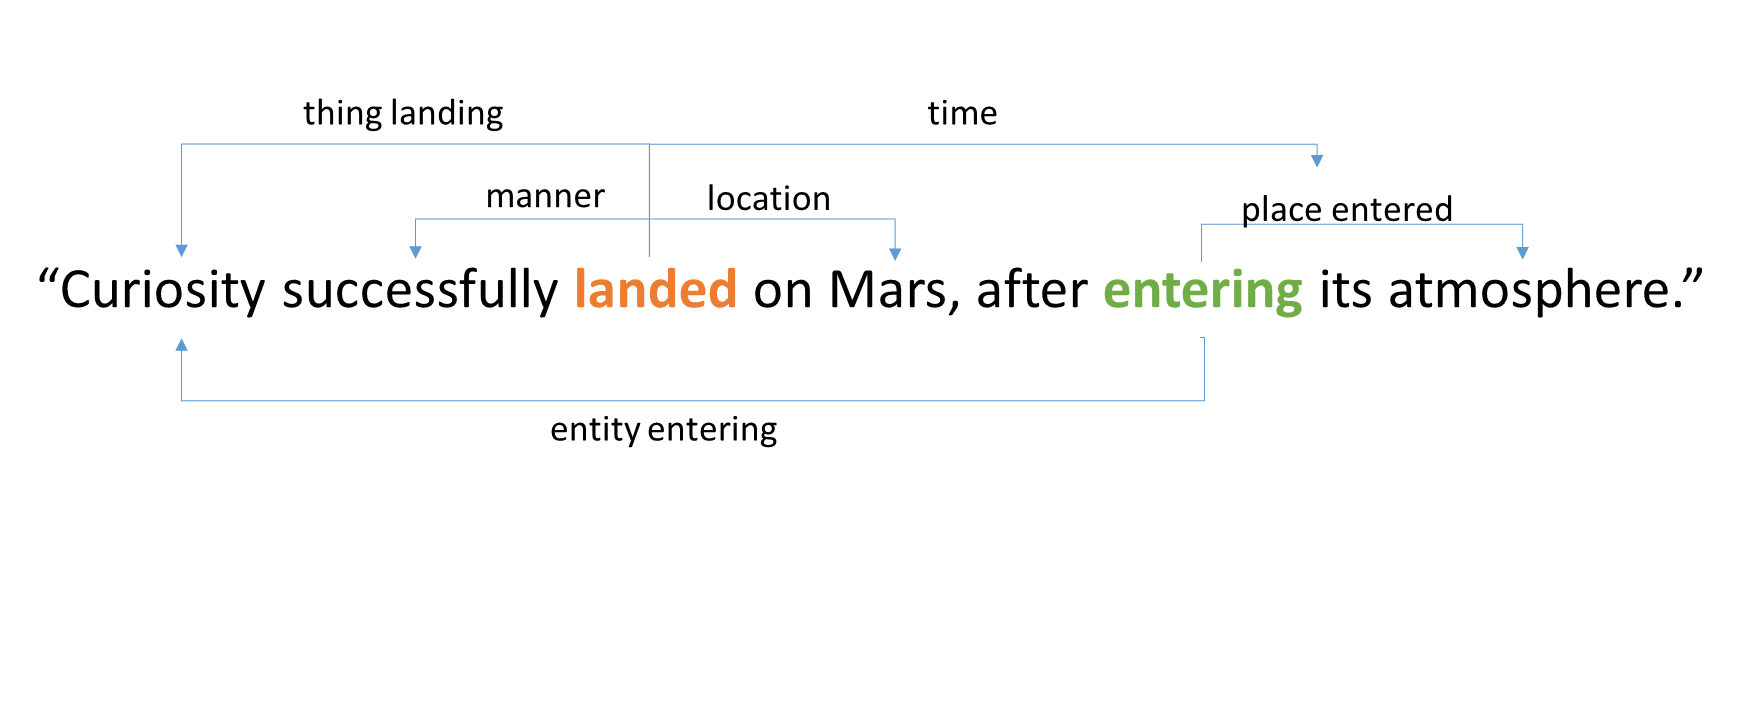 thing landing
time
manner
location
place entered
“Curiosity successfully landed on Mars, after entering its atmosphere.”
entity entering